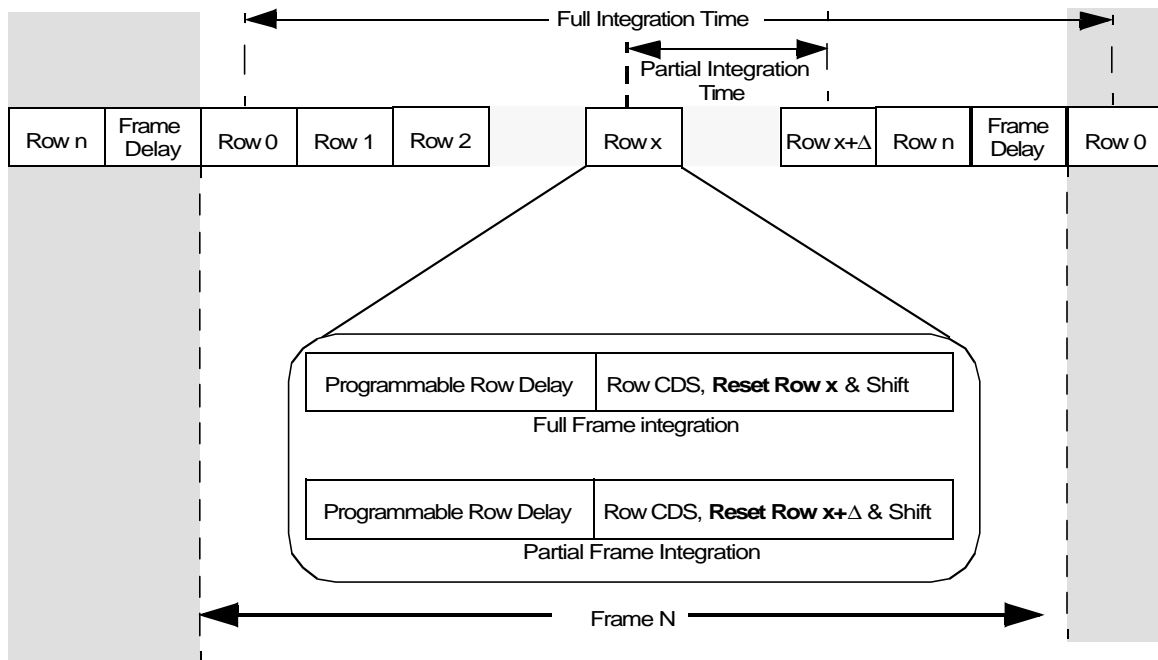 Full Integration Time
Partial Integration
Time
Row n
Frame
Delay
Row 0
Row 1
Row 2
Row x
Row x+Δ
Row n
Frame
Delay
Row 0
Programmable Row Delay
Row CDS, Reset Row x & Shift
Full Frame integration
Programmable Row Delay
Row CDS, Reset Row x+Δ & Shift
Partial Frame Integration
Frame N